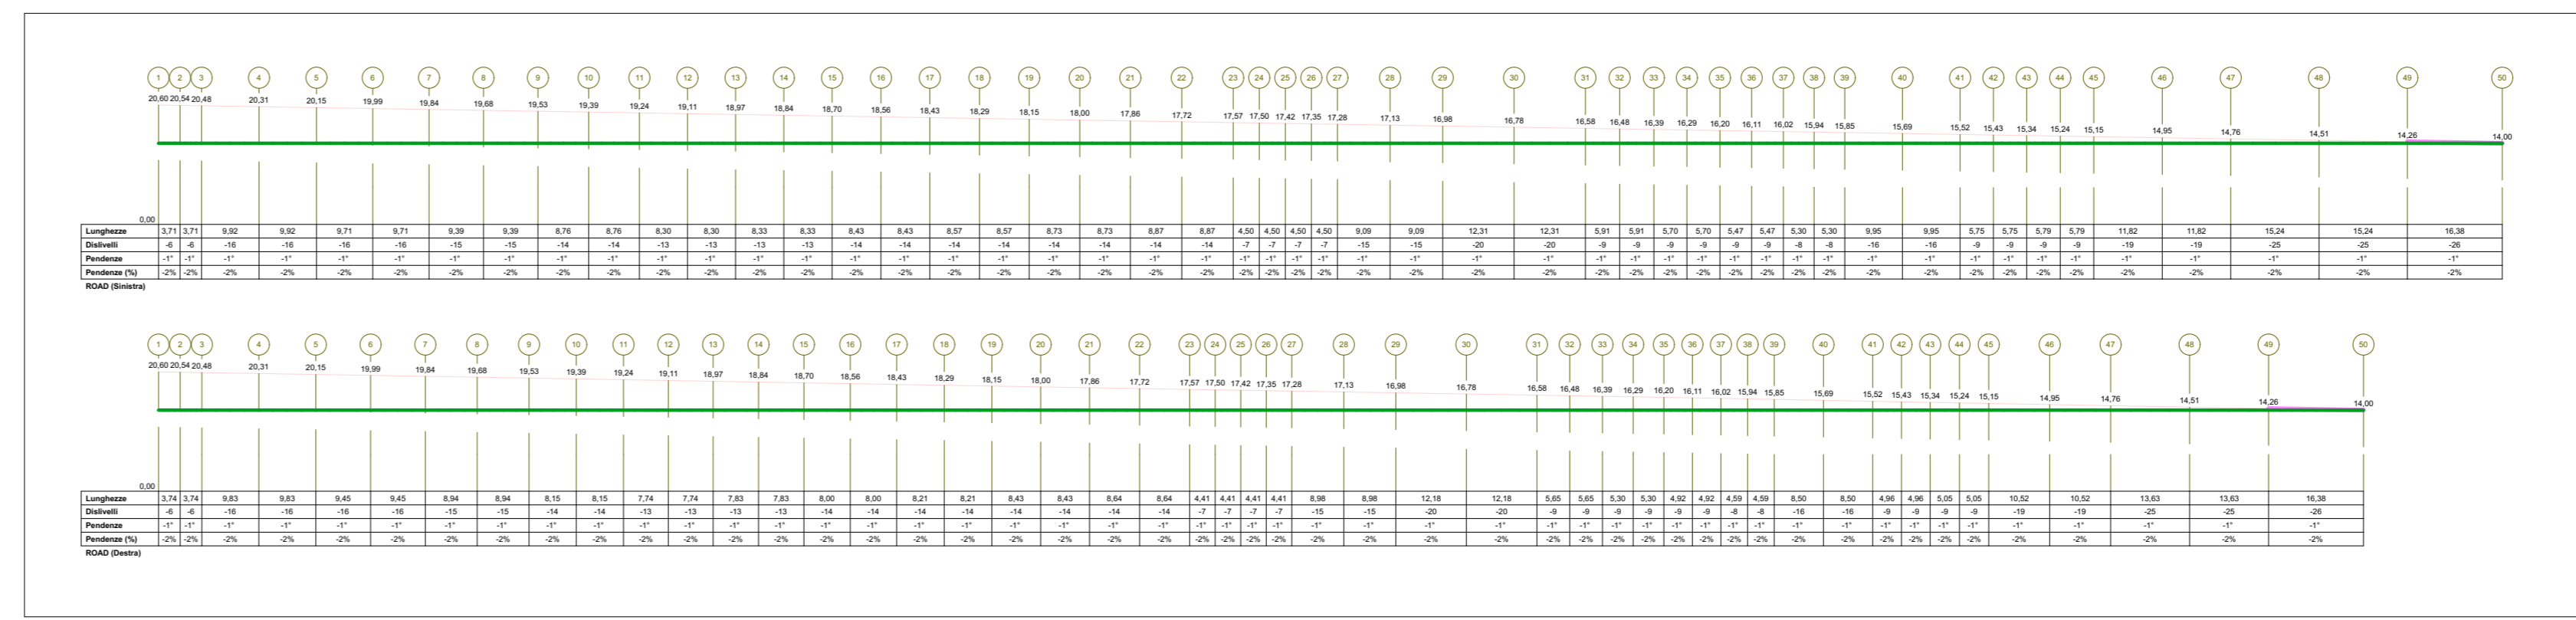 1 2 3 4 5 6 7 8 9 10 11 12 13 14 15 16 17 18 19 20 21 22 23 24 25 26 27 28 29 30 31 32 33 34 35 36 37 38 39 40 41 42 43 44 45 46 47 48 49 50
20,60 20,54 20,48 20,31 20,15 19,99 19,84 19,68 19,53 19,39 19,24 19,11 18,97 18,84 18,70 18,56 18,43 18,29 18,15 18,00 17,86 17,72 17,57 17,50 17,42 17,35 17,28 17,13 16,98 16,78 16,58 16,48 16,39 16,29 16,20 16,11 16,02 15,94 15,85 15,69 15,52 15,43 15,34 15,24 15,15 14,95 14,76 14,51 14,26 14,00
0,00
Lunghezze 3,71 3,71 9,92 9,92 9,71 9,71 9,39 9,39 8,76 8,76 8,30 8,30 8,33 8,33 8,43 8,43 8,57 8,57 8,73 8,73 8,87 8,87 4,50 4,50 4,50 4,50 9,09 9,09 12,31 12,31 5,91 5,91 5,70 5,70 5,47 5,47 5,30 5,30 9,95 9,95 5,75 5,75 5,79 5,79 11,82 11,82 15,24 15,24 16,38
Dislivelli -6 -6 -16 -16 -16 -16 -15 -15 -14 -14 -13 -13 -13 -13 -14 -14 -14 -14 -14 -14 -14 -14 -7 -7 -7 -7 -15 -15 -20 -20 -9 -9 -9 -9 -9 -9 -8 -8 -16 -16 -9 -9 -9 -9 -19 -19 -25 -25 -26
Pendenze -1° -1° -1° -1° -1° -1° -1° -1° -1° -1° -1° -1° -1° -1° -1° -1° -1° -1° -1° -1° -1° -1° -1° -1° -1° -1° -1° -1° -1° -1° -1° -1° -1° -1° -1° -1° -1° -1° -1° -1° -1° -1° -1° -1° -1° -1° -1° -1° -1°
Pendenze (%) -2% -2% -2% -2% -2% -2% -2% -2% -2% -2% -2% -2% -2% -2% -2% -2% -2% -2% -2% -2% -2% -2% -2% -2% -2% -2% -2% -2% -2% -2% -2% -2% -2% -2% -2% -2% -2% -2% -2% -2% -2% -2% -2% -2% -2% -2% -2% -2% -2%
ROAD (Sinistra)
1 2 3 4 5 6 7 8 9 10 11 12 13 14 15 16 17 18 19 20 21 22 23 24 25 26 27 28 29 30 31 32 33 34 35 36 37 38 39 40 41 42 43 44 45 46 47 48 49 50
20,60 20,54 20,48 20,31 20,15 19,99 19,84 19,68 19,53 19,39 19,24 19,11 18,97 18,84 18,70 18,56 18,43 18,29 18,15 18,00 17,86 17,72 17,57 17,50 17,42 17,35 17,28 17,13 16,98 16,78 16,58 16,48 16,39 16,29 16,20 16,11 16,02 15,94 15,85 15,69 15,52 15,43 15,34 15,24 15,15 14,95 14,76 14,51 14,26 14,00
0,00
Lunghezze 3,74 3,74 9,83 9,83 9,45 9,45 8,94 8,94 8,15 8,15 7,74 7,74 7,83 7,83 8,00 8,00 8,21 8,21 8,43 8,43 8,64 8,64 4,41 4,41 4,41 4,41 8,98 8,98 12,18 12,18 5,65 5,65 5,30 5,30 4,92 4,92 4,59 4,59 8,50 8,50 4,96 4,96 5,05 5,05 10,52 10,52 13,63 13,63 16,38
Dislivelli -6 -6 -16 -16 -16 -16 -15 -15 -14 -14 -13 -13 -13 -13 -14 -14 -14 -14 -14 -14 -14 -14 -7 -7 -7 -7 -15 -15 -20 -20 -9 -9 -9 -9 -9 -9 -8 -8 -16 -16 -9 -9 -9 -9 -19 -19 -25 -25 -26
Pendenze -1° -1° -1° -1° -1° -1° -1° -1° -1° -1° -1° -1° -1° -1° -1° -1° -1° -1° -1° -1° -1° -1° -1° -1° -1° -1° -1° -1° -1° -1° -1° -1° -1° -1° -1° -1° -1° -1° -1° -1° -1° -1° -1° -1° -1° -1° -1° -1° -1°
Pendenze (%) -2% -2% -2% -2% -2% -2% -2% -2% -2% -2% -2% -2% -2% -2% -2% -2% -2% -2% -2% -2% -2% -2% -2% -2% -2% -2% -2% -2% -2% -2% -2% -2% -2% -2% -2% -2% -2% -2% -2% -2% -2% -2% -2% -2% -2% -2% -2% -2% -2%
ROAD (Destra)